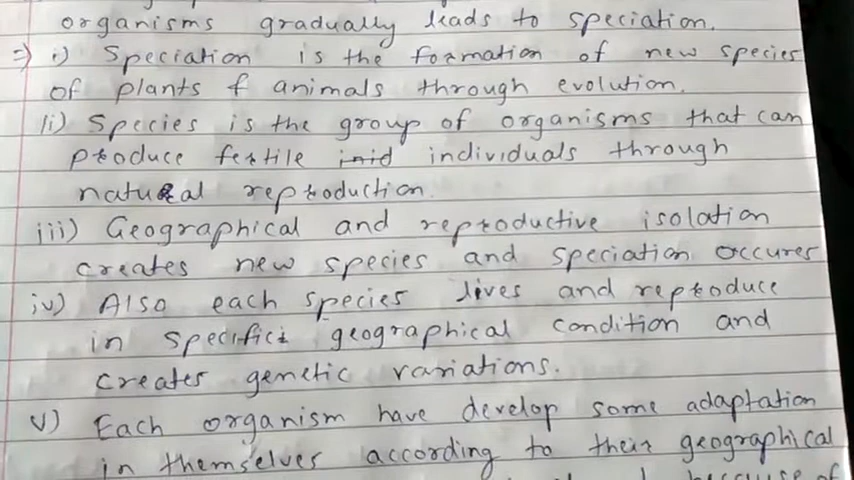 organisms gradually leads to speciation.
=> i) Speciation is the formation of new species
of plants & animals through evolution.
ii) Species is the group of organisms that can
produce fertile individuals through
natural reproduction.
iii) Geographical and reproductive isolation
creates new species and speciation occures
iv) Also each species lives and reproduce
in specific geographical condition and
creates genetic variations.
v) Each organism have develop some adaptation
in themselves according to their geographical
because of